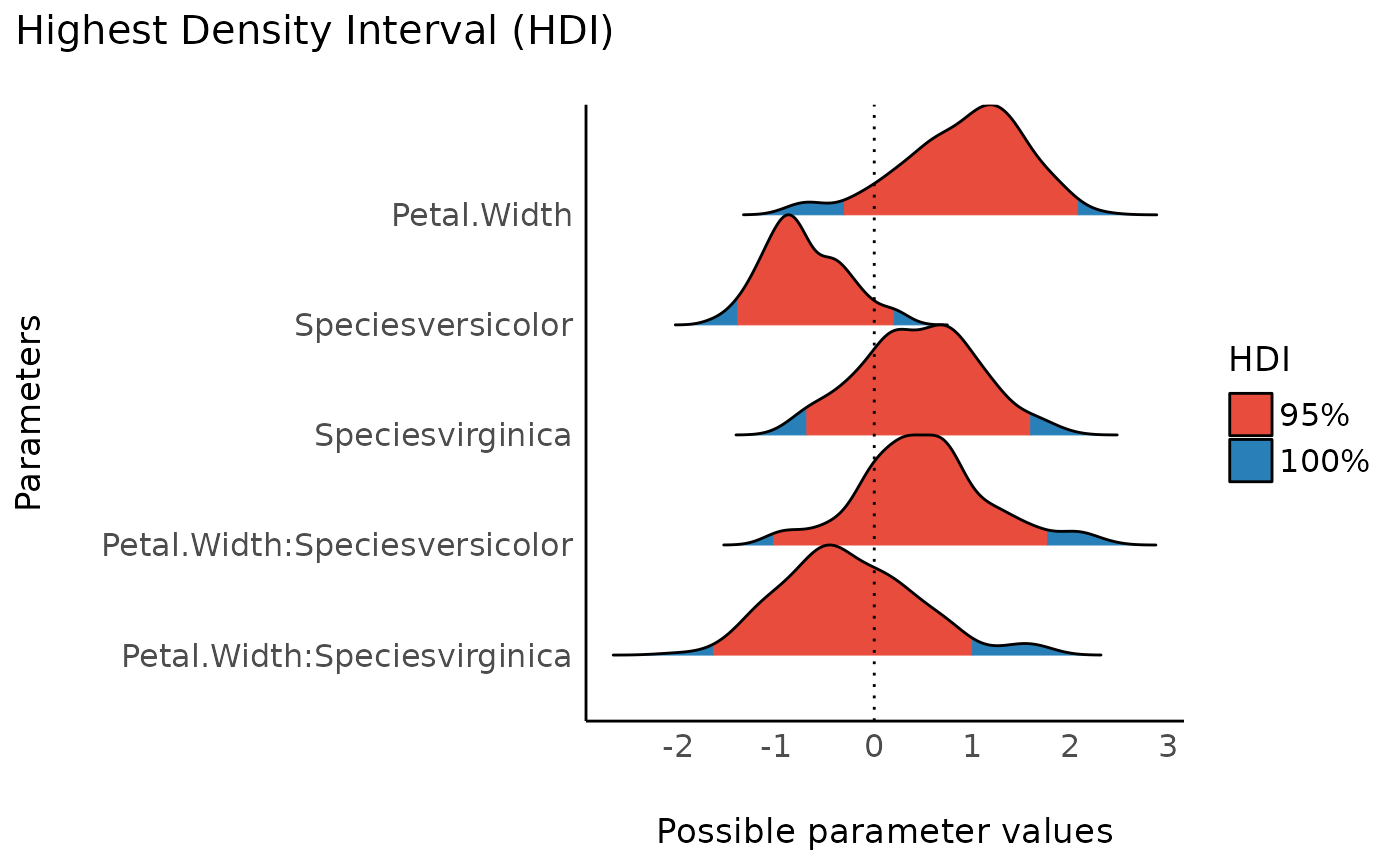 Highest Density Interval (HDI)
Parameters
Petal.Width
Speciesversicolor
Speciesvirginica
Petal.Width:Speciesversicolor
Petal.Width:Speciesvirginica
-2 -1 0 1 2 3
Possible parameter values
HDI
95%
100%